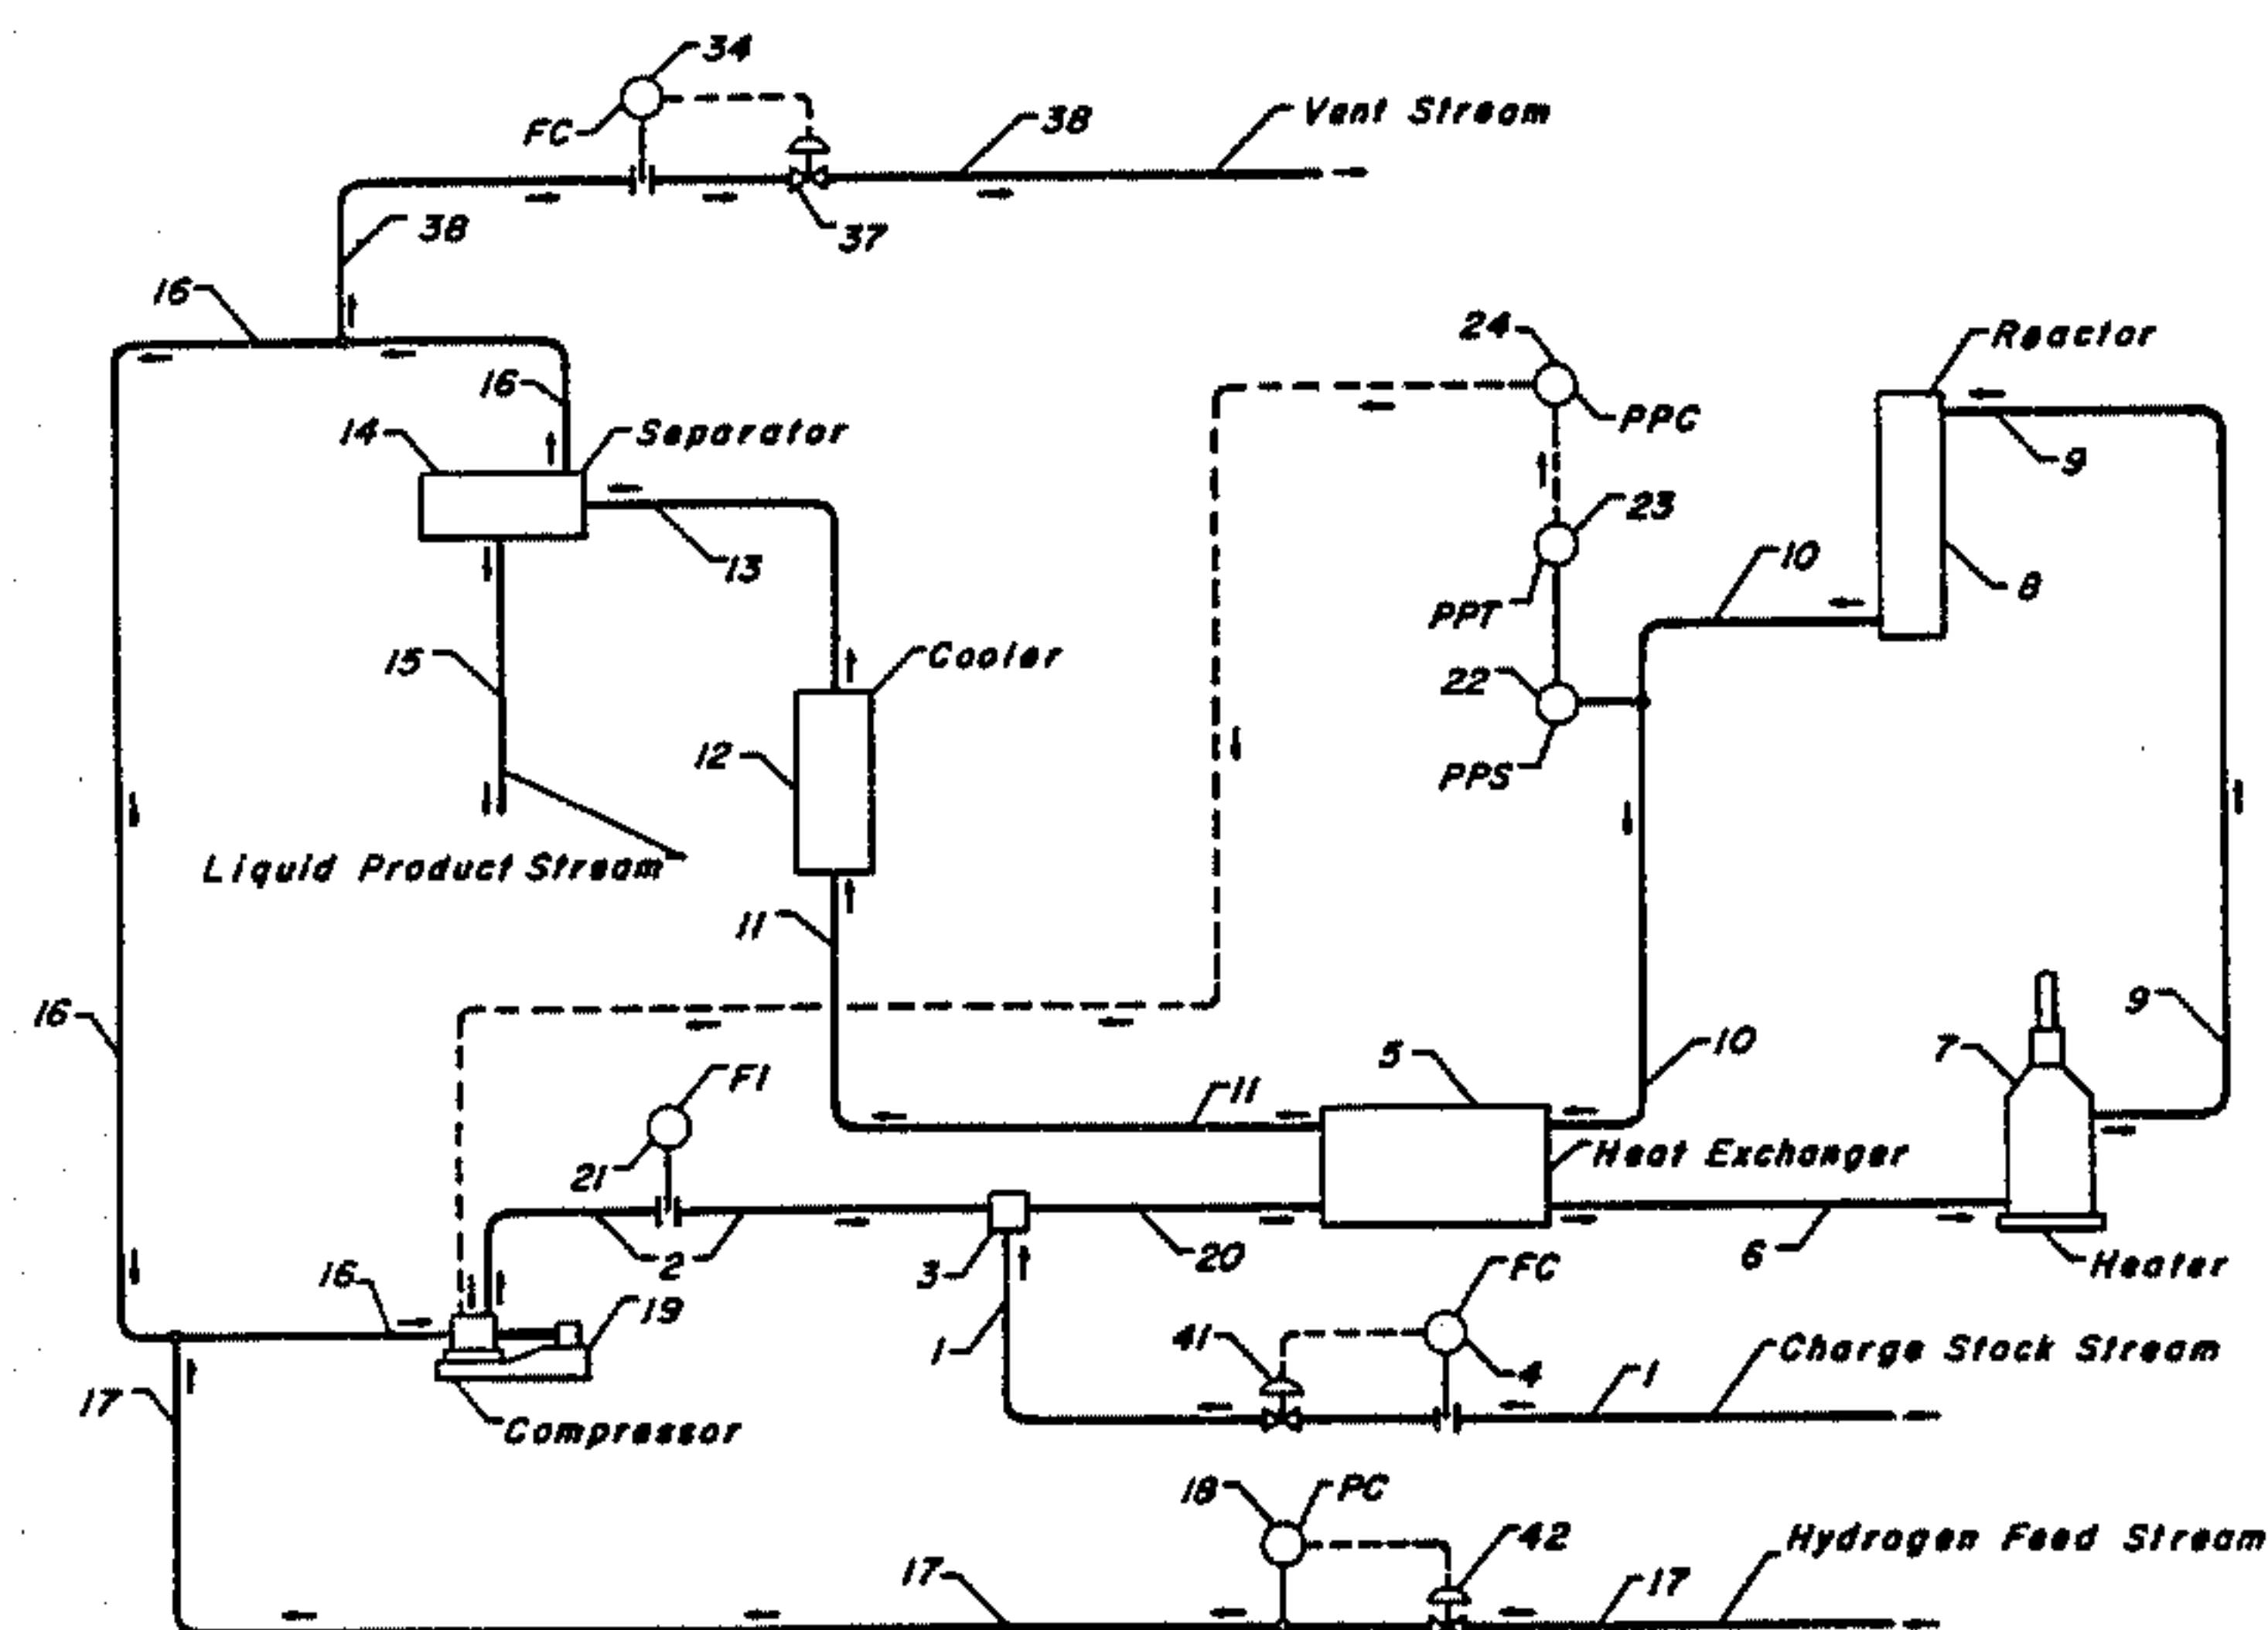 34
FC
38
Vent Stream
38
37
16
24
Reactor
16
PPC
14
Separator
9
23
13
10
8
PPT
15
Cooler
22
12
PPS
Liquid Product Stream
11
16
9
5
10
7
FI
11
21
Heat Exchanger
2
3
20
6
FC
Heater
16
19
1
41
4
Charge Stock Stream
1
17
Compressor
18
PC
42
Hydrogen Feed Stream
17
17